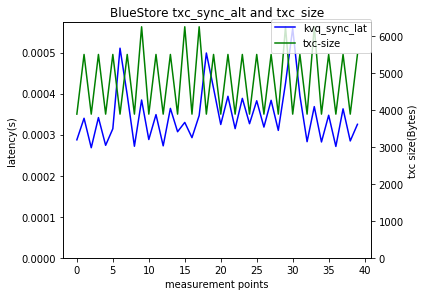 BlueStore txc_sync_alt and txc_size
kvq_sync_lat
txc-size
latency(s)
0.0005
0.0004
0.0003
0.0002
0.0001
0.0000
6000
5000
4000
3000
2000
1000
0
txc size(Bytes)
0 5 10 15 20 25 30 35 40
measurement points